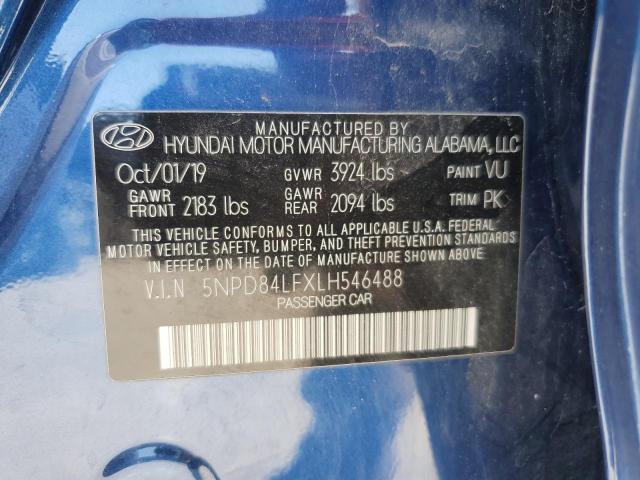 MANUFACTURED BY
HYUNDAI MOTOR MANUFACTURING ALABAMA, LLC
Oct/01/19 GVWR 3924 lbs PAINT VU
GAWR FRONT 2183 lbs GAWR REAR 2094 lbs TRIM PK
THIS VEHICLE CONFORMS TO ALL APPLICABLE U.S.A. FEDERAL
MOTOR VEHICLE SAFETY, BUMPER, AND THEFT PREVENTION STANDARDS
IN EFFECT ON THE DATE OF MANUFACTURE SHOWN ABOVE.
V.I.N 5NPD84LFXLH546488
PASSENGER CAR